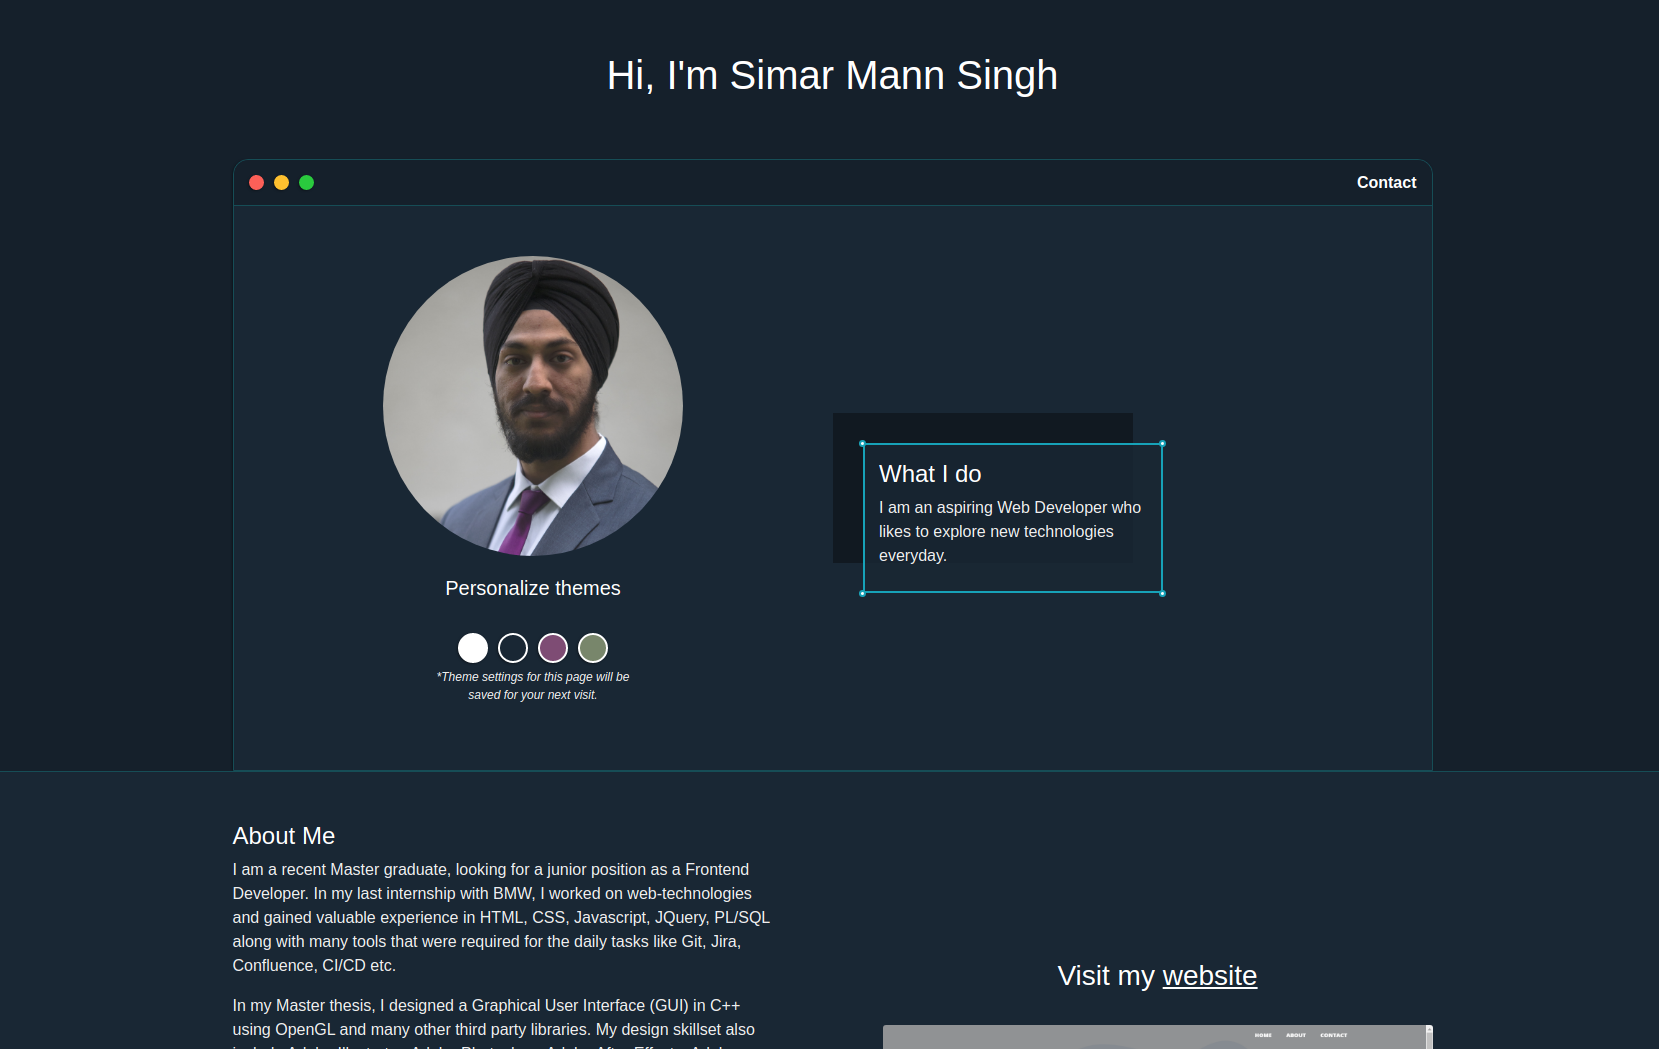 Hi, I'm Simar Mann Singh
Contact
What I do
I am an aspiring Web Developer who
likes to explore new technologies
everyday.
Personalize themes
*Theme settings for this page will be
saved for your next visit.
About Me
I am a recent Master graduate, looking for a junior position as a Frontend
Developer. In my last internship with BMW, I worked on web-technologies
and gained valuable experience in HTML, CSS, Javascript, JQuery, PL/SQL
along with many tools that were required for the daily tasks like Git, Jira,
Confluence, CI/CD etc.
In my Master thesis, I designed a Graphical User Interface (GUI) in C++
using OpenGL and many other third party libraries. My design skillset also
Visit my website
HOME ABOUT CONTACT